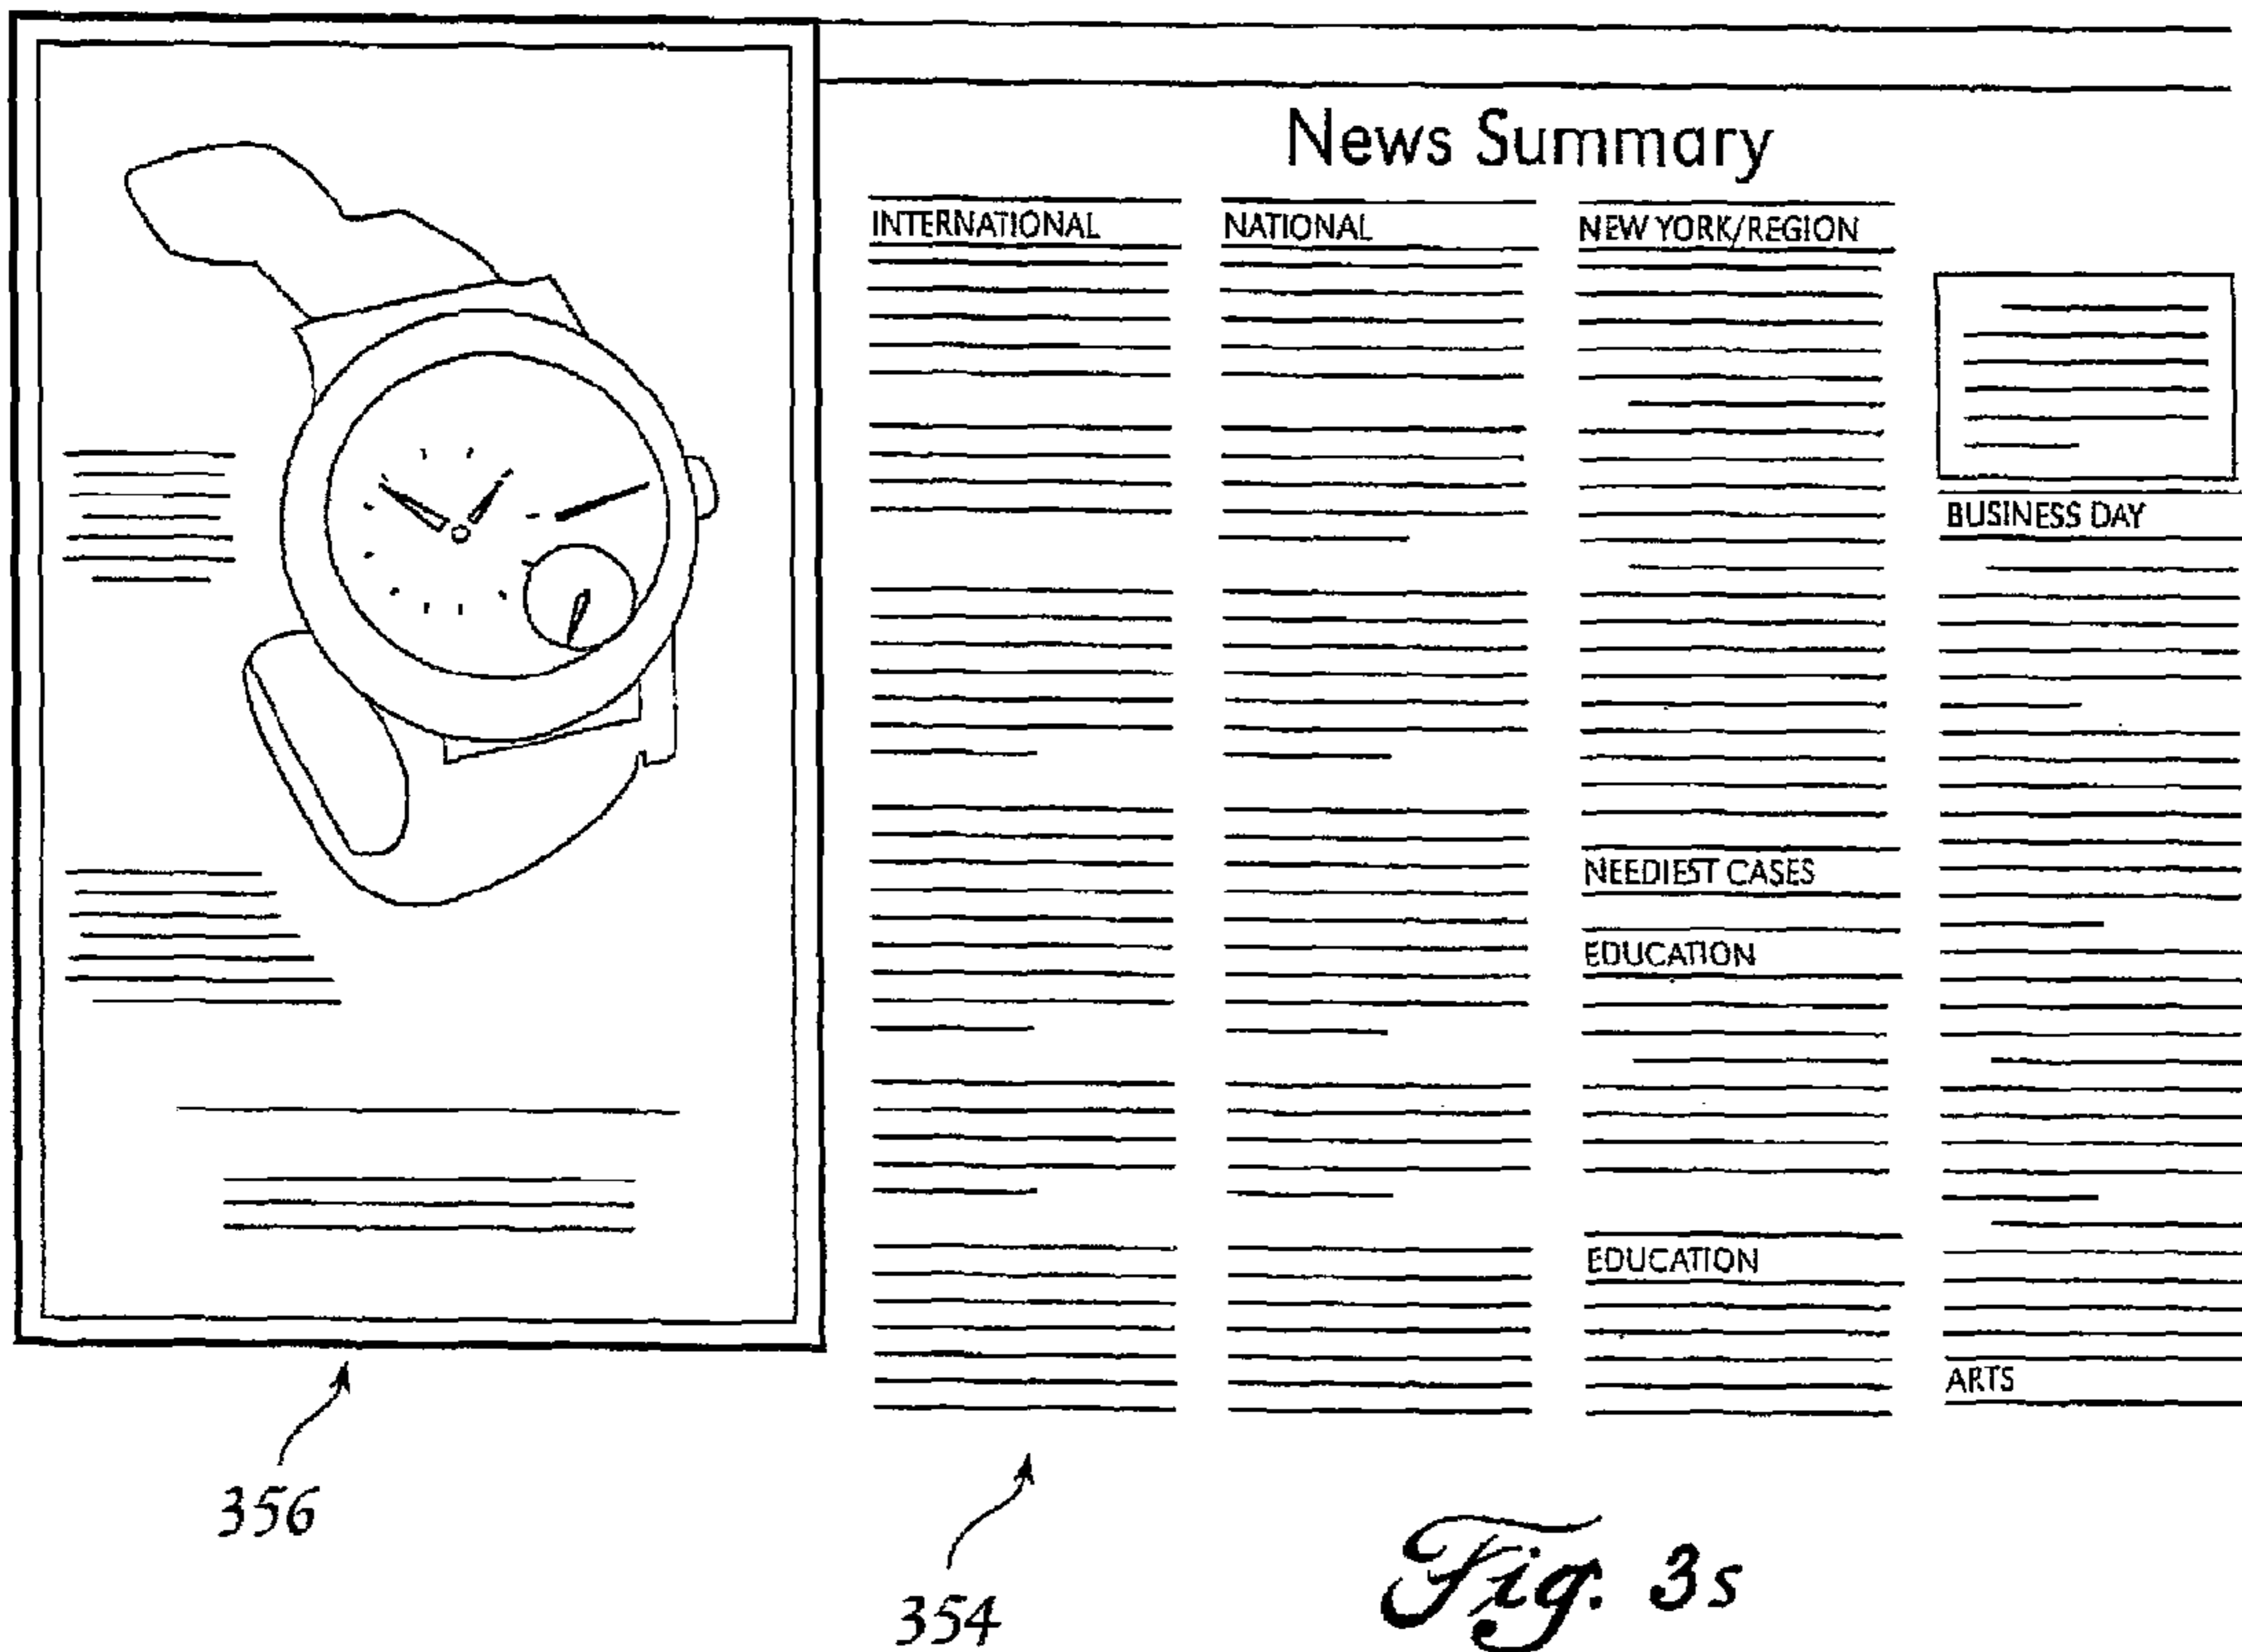 News Summary
INTERNATIONAL
NATIONAL
NEW YORK/REGION
NEEDIEST CASES
EDUCATION
EDUCATION
BUSINESS DAY
ARTS
356
354
Fig. 3s